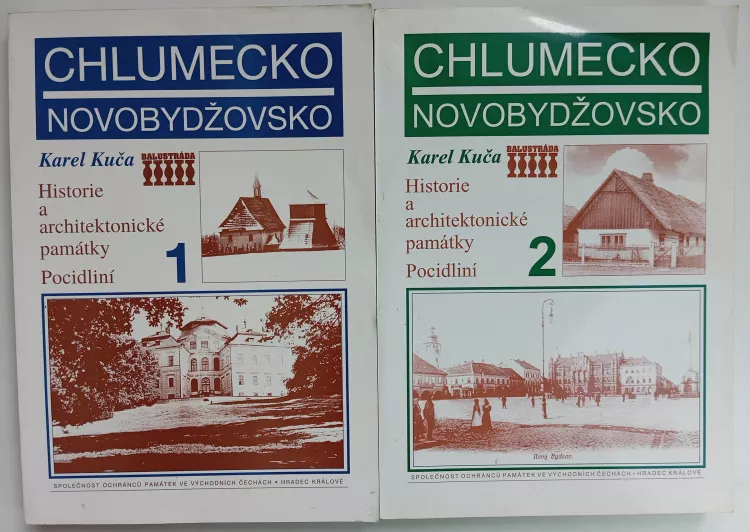 CHLUMECKO
NOVOBYDŽOVSKO
Karel Kuča
BALUSTRÁDA
Historie
a
architektonické
památky
Pocidliní
1
SPOLEČNOST OCHRÁNCŮ PAMÁTEK VE VÝCHODNÍCH ČECHÁCH • HRADEC KRÁLOVÉ
CHLUMECKO
NOVOBYDŽOVSKO
Karel Kuča
BALUSTRÁDA
Historie
a
architektonické
památky
Pocidliní
2
Nový Bydžov.
SPOLEČNOST OCHRÁNCŮ PAMÁTEK VE VÝCHODNÍCH ČECHÁCH • HRADEC KRÁLOVÉ